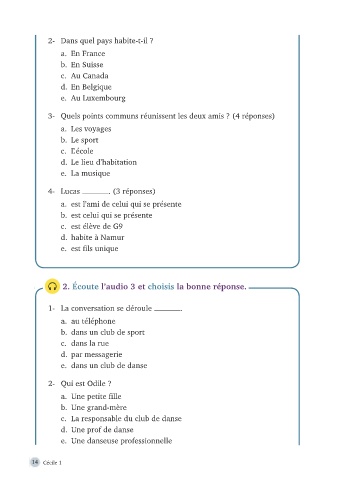 2- Dans quel pays habite-t-il ?
a. En France
b. En Suisse
c. Au Canada
d. En Belgique
e. Au Luxembourg
3- Quels points communs réunissent les deux amis ? (4 réponses)
a. Les voyages
b. Le sport
c. L'école
d. Le lieu d'habitation
e. La musique
4- Lucas ............ (3 réponses)
a. est l'ami de celui qui se présente
b. est celui qui se présente
c. est élève de G9
d. habite à Namur
e. est fils unique
2. Écoute l'audio 3 et choisis la bonne réponse.
1- La conversation se déroule ............
a. au téléphone
b. dans un club de sport
c. dans la rue
d. par messagerie
e. dans un club de danse
2- Qui est Odile ?
a. Une petite fille
b. Une grand-mère
c. La responsable du club de danse
d. Une prof de danse
e. Une danseuse professionnelle
14 Cécile 1